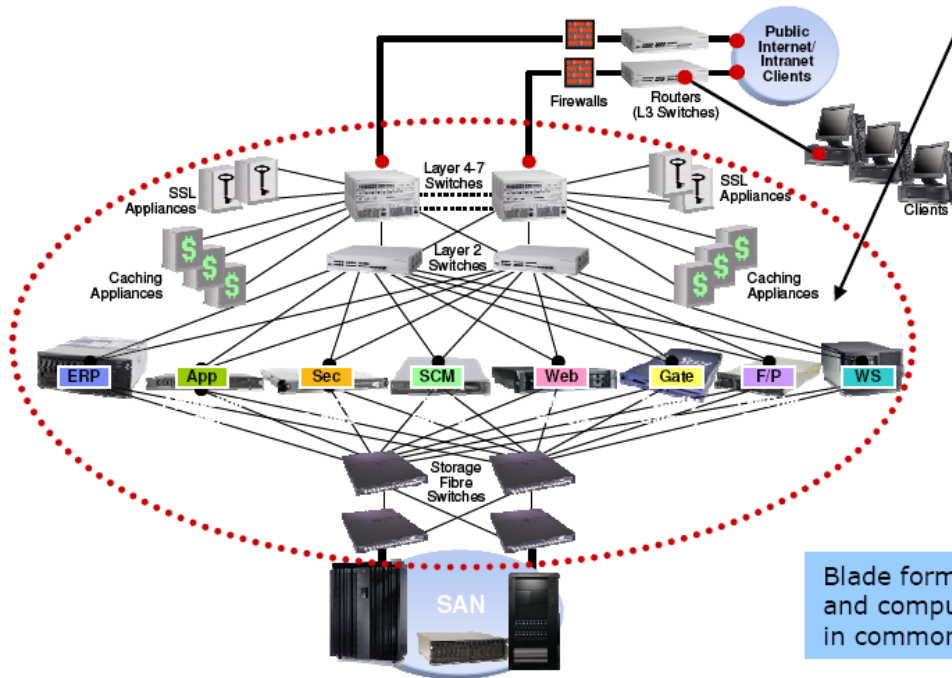 Public
Internet/
Intranet
Clients
Firewalls
Routers
(L3 Switches)
Layer 4-7
Switches
SSL
Appliances
SSL
Appliances
Clients
Layer 2
Switches
Caching
Appliances
Caching
Appliances
ERP
App
Sec
SCM
Web
Gate
F/P
WS
Storage
Fibre
Switches
SAN
Blade form
and compu
in common